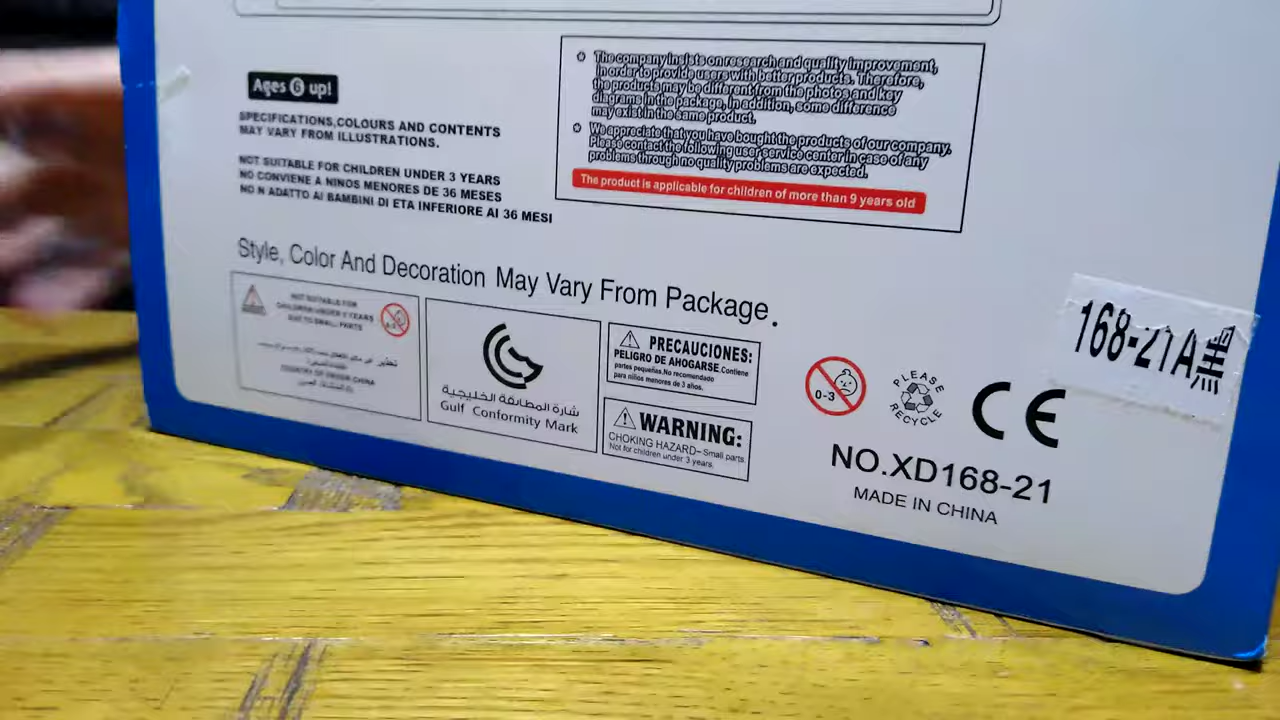 Ages 6 up!
SPECIFICATIONS,COLOURS AND CONTENTS
MAY VARY FROM ILLUSTRATIONS.
NOT SUITABLE FOR CHILDREN UNDER 3 YEARS
NO CONVIENE A NINOS MENORES DE 36 MESES
NO N ADATTO AI BAMBINI DI ETA INFERIORE AI 36 MESI
The company insists on research and quality improvement,
in order to provide users with better products. Therefore,
the products may be different from the photos and key
diagrams in the package, in addition, some difference
may exist in the same product.
We appreciate that you have bought the products of our company.
Please contact the following user service center in case of any
problems through no quality problems are expected.
The product is applicable for children of more than 9 years old
Style, Color And Decoration May Vary From Package.
NOT SUITABLE FOR
CHILDREN UNDER 3 YEARS
DUE TO SMALL PARTS
COUNTRY OF ORIGIN CHINA
شارة المطابقة الخليجية
Gulf Conformity Mark
PRECAUCIONES:
PELIGRO DE AHOGARSE.Contiene
partes pequeñas.No recomendado
para niños menores de 3 años.
WARNING:
CHOKING HAZARD-Small parts.
Not for children under 3 years.
0-3
PLEASE
RECYCLE
CE
168-21A
NO.XD168-21
MADE IN CHINA